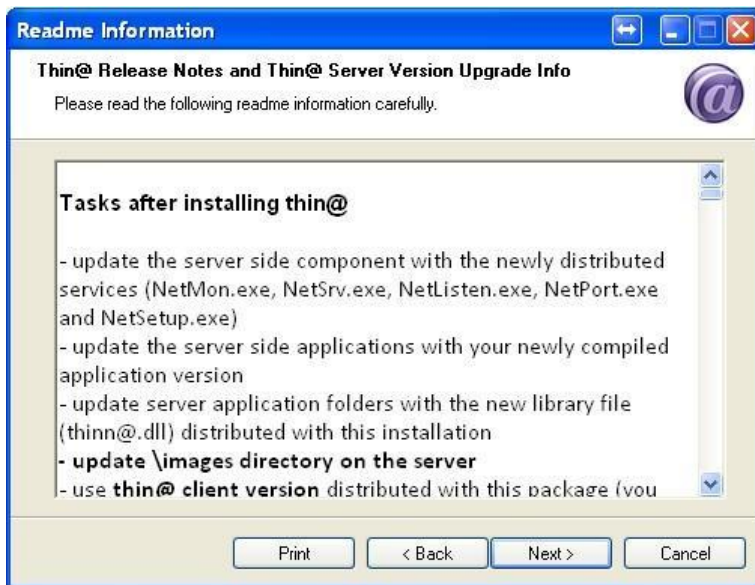 Readme Information
Thin@ Release Notes and Thin@ Server Version Upgrade Info
Please read the following readme information carefully.
Tasks after installing thin@
- update the server side component with the newly distributed
services (NetMon.exe, NetSrv.exe, NetListen.exe, NetPort.exe
and NetSetup.exe)
- update the server side applications with your newly compiled
application version
- update server application folders with the new library file
(thinn@.dll) distributed with this installation
- update \images directory on the server
- use thin@ client version distributed with this package (you
Print
< Back
Next >
Cancel